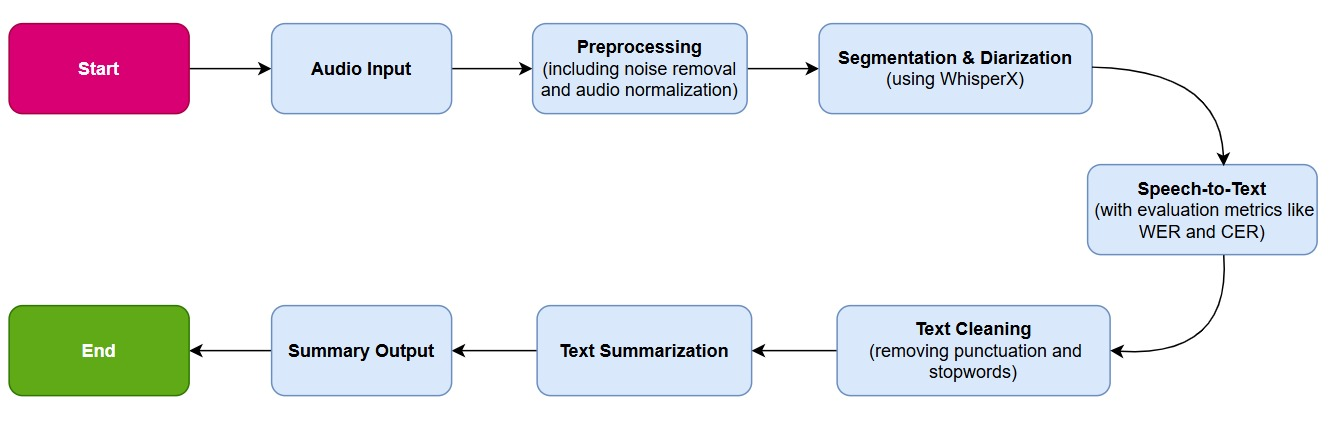 Start
Audio Input
Preprocessing
(including noise removal
and audio normalization)
Segmentation & Diarization
(using WhisperX)
Speech-to-Text
(with evaluation metrics like
WER and CER)
Text Cleaning
(removing punctuation and
stopwords)
Text Summarization
Summary Output
End